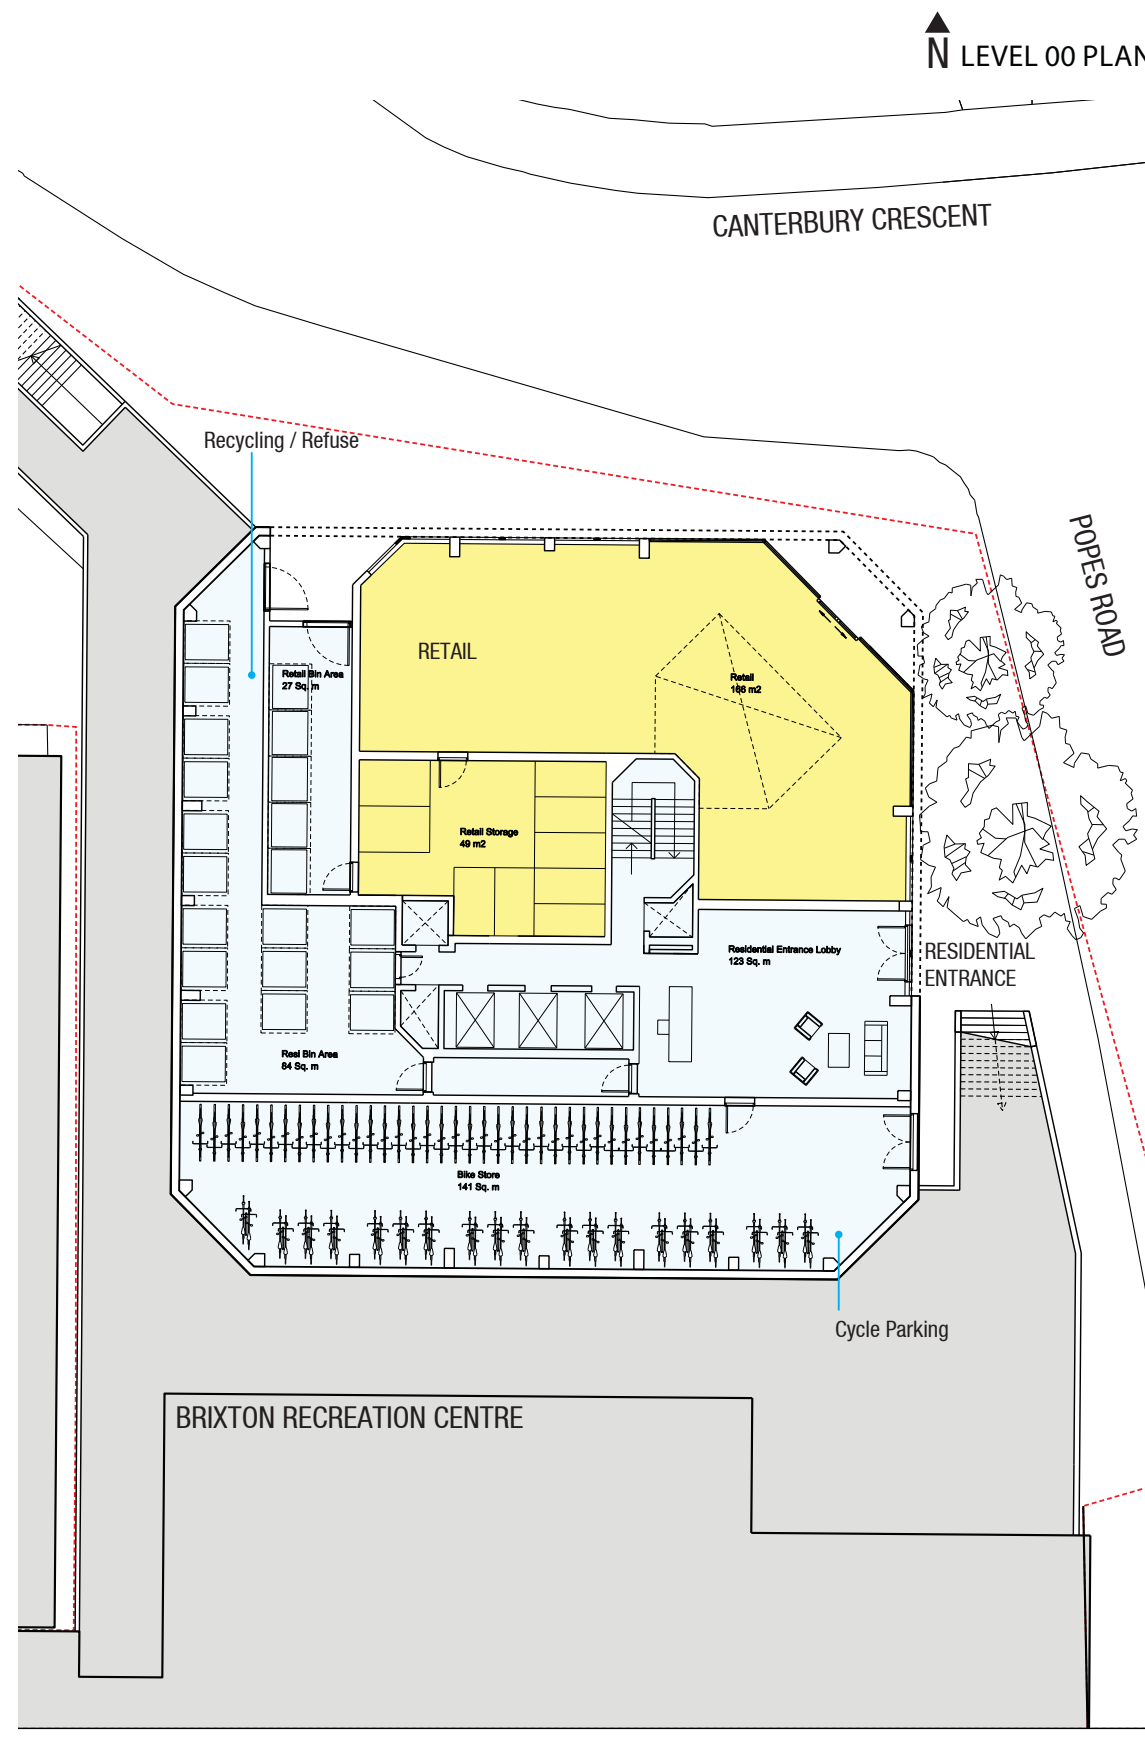 N LEVEL 00 PLAN
CANTERBURY CRESCENT
Recycling / Refuse
POPES ROAD
RETAIL
Retail Bin Area
27 Sq. m
Retail
166 m2
Retail Storage
49 m2
Residential Entrance Lobby
123 Sq. m
RESIDENTIAL
ENTRANCE
Resi Bin Area
84 Sq. m
Bike Store
141 Sq. m
Cycle Parking
BRIXTON RECREATION CENTRE